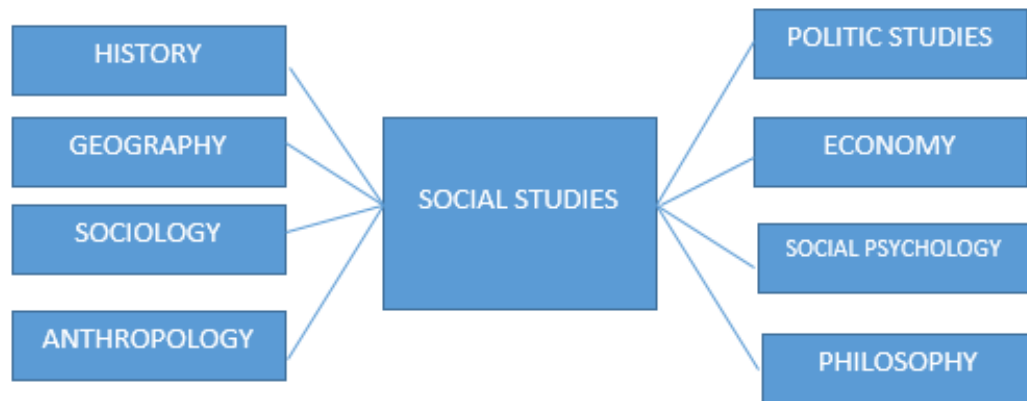 HISTORY
GEOGRAPHY
SOCIOLOGY
ANTHROPOLOGY
SOCIAL STUDIES
POLITIC STUDIES
ECONOMY
SOCIAL PSYCHOLOGY
PHILOSOPHY